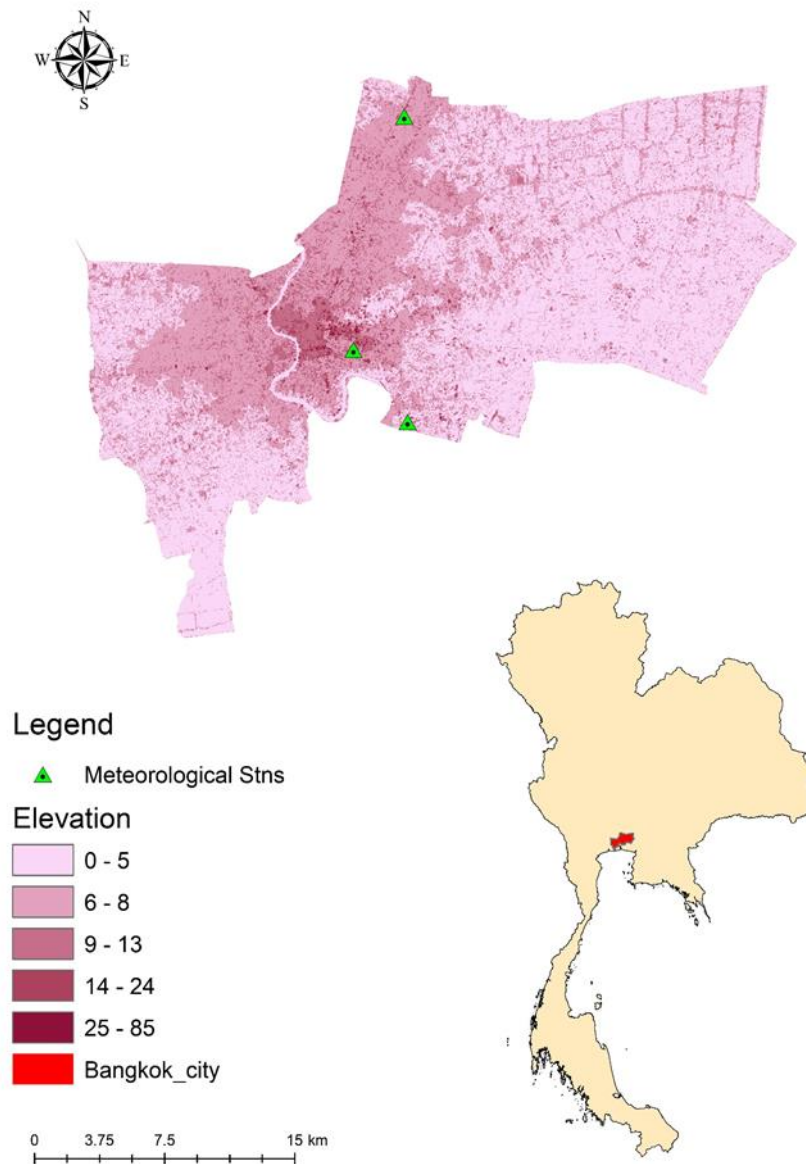 N
W E
S
Legend
Meteorological Stns
Elevation
0 - 5
6 - 8
9 - 13
14 - 24
25 - 85
Bangkok_city
0 3.75 7.5 15 km